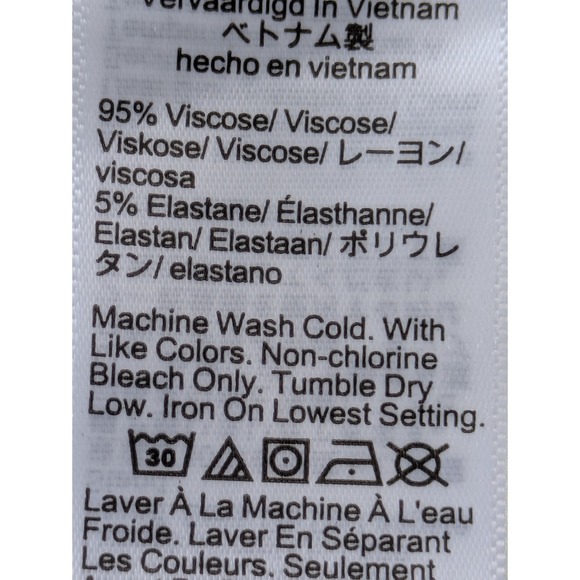 Vervaardigd in Vietnam
ベトナム製
hecho en vietnam
95% Viscose/ Viscose/
Viskose/ Viscose/ レーヨン/
viscosa
5% Elastane/ Élasthanne/
Elastan/ Elastaan/ ポリウレ
タン/ elastano
Machine Wash Cold. With
Like Colors. Non-chlorine
Bleach Only. Tumble Dry
Low. Iron On Lowest Setting.
30
Laver À La Machine À L'eau
Froide. Laver En Séparant
Les Couleurs. Seulement